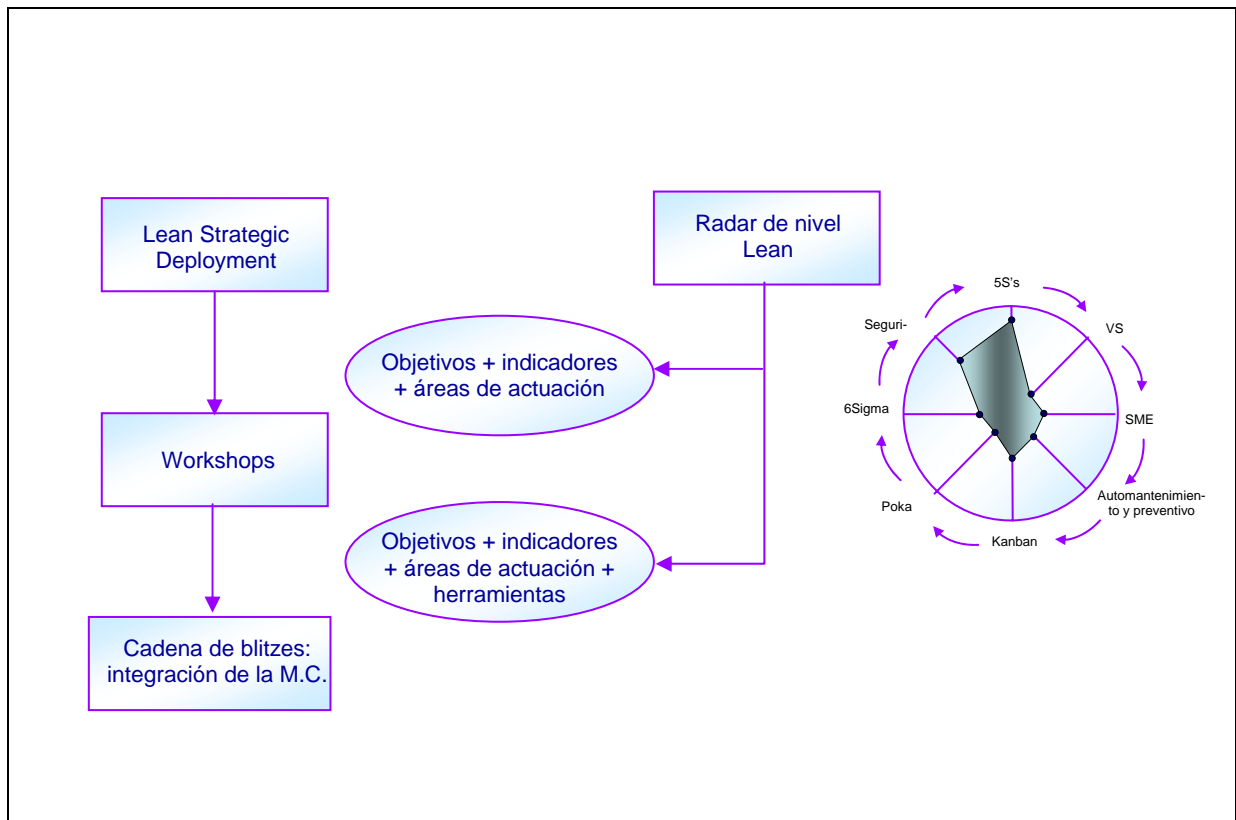 Lean Strategic
Deployment
Radar de nivel
Lean
Objetivos + indicadores
+ áreas de actuación
Workshops
Objetivos + indicadores
+ áreas de actuación +
herramientas
Cadena de blitzes:
integración de la M.C.
5S's
VS
SME
Automantenimien-
to y preventivo
Kanban
Poka
6Sigma
Seguri-